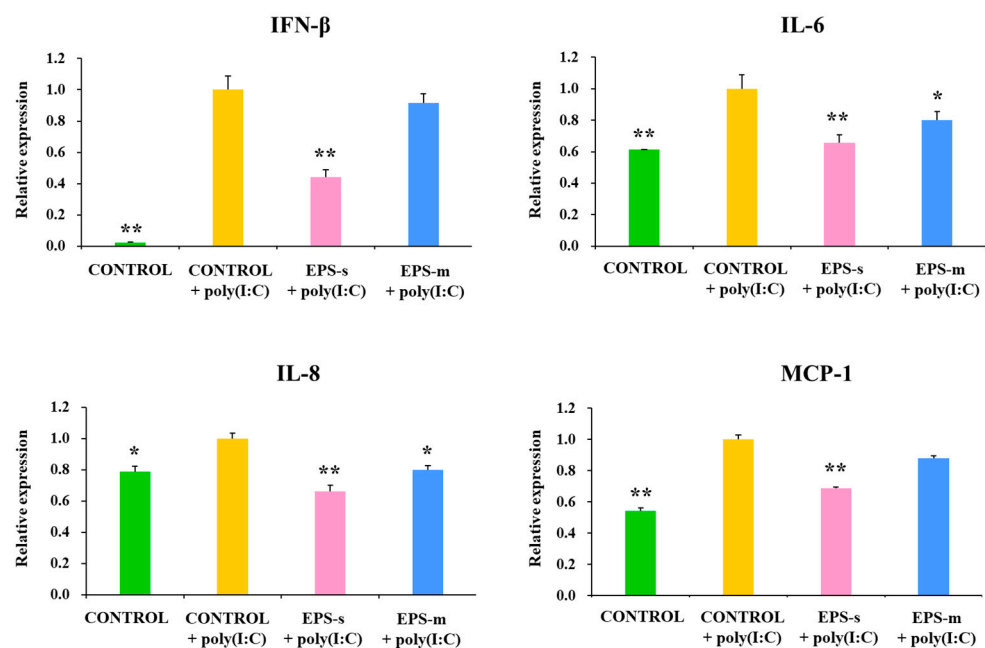 IFN-β
Relative expression
1.2
1.0
0.8
0.6
0.4
0.2
0.0
**
**
CONTROL
CONTROL
+ poly(I:C)
EPS-s
+ poly(I:C)
EPS-m
+ poly(I:C)
IL-6
Relative expression
1.2
1.0
0.8
0.6
0.4
0.2
0.0
**
**
*
CONTROL
CONTROL
+ poly(I:C)
EPS-s
+ poly(I:C)
EPS-m
+ poly(I:C)
IL-8
Relative expression
1.2
1.0
0.8
0.6
0.4
0.2
0.0
*
**
*
CONTROL
CONTROL
+ poly(I:C)
EPS-s
+ poly(I:C)
EPS-m
+ poly(I:C)
MCP-1
Relative expression
1.2
1.0
0.8
0.6
0.4
0.2
0.0
**
**
CONTROL
CONTROL
+ poly(I:C)
EPS-s
+ poly(I:C)
EPS-m
+ poly(I:C)